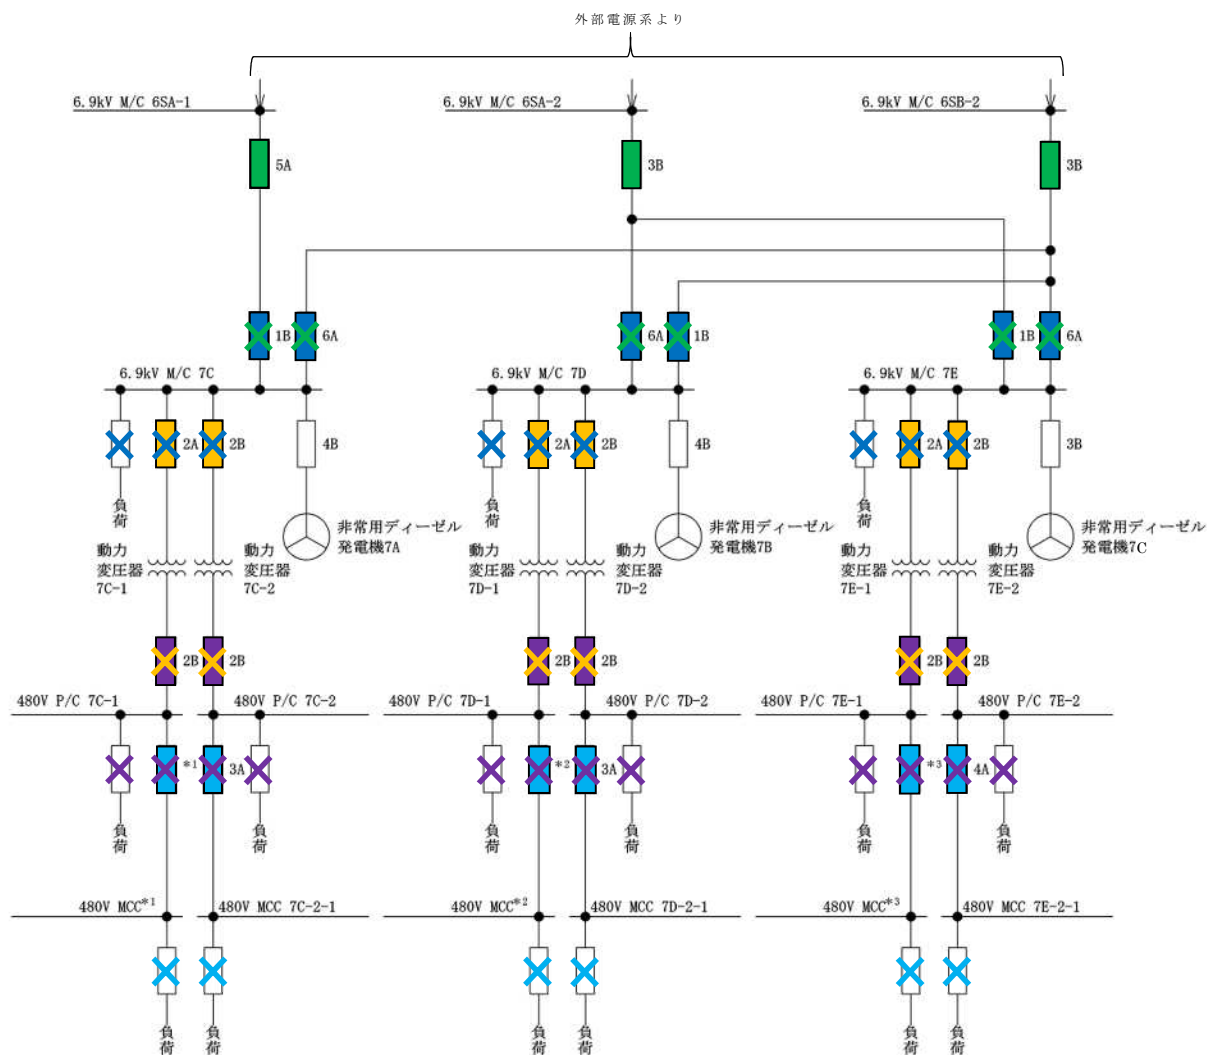 外部電源系より
6.9kV M/C 6SA-1
6.9kV M/C 6SA-2
6.9kV M/C 6SB-2
5A
3B
3B
1B
6A
6A
1B
1B
6A
6.9kV M/C 7C
6.9kV M/C 7D
6.9kV M/C 7E
2A
2B
4B
2A
2B
4B
2A
2B
3B
負荷
負荷
負荷
非常用ディーゼル
発電機7A
非常用ディーゼル
発電機7B
非常用ディーゼル
発電機7C
動力
変圧器
7C-1
動力
変圧器
7C-2
動力
変圧器
7D-1
動力
変圧器
7D-2
動力
変圧器
7E-1
動力
変圧器
7E-2
2B
2B
2B
2B
2B
2B
480V P/C 7C-1
480V P/C 7C-2
480V P/C 7D-1
480V P/C 7D-2
480V P/C 7E-1
480V P/C 7E-2
*1
3A
*2
3A
*3
4A
負荷
負荷
負荷
負荷
負荷
負荷
480V MCC*1
480V MCC 7C-2-1
480V MCC*2
480V MCC 7D-2-1
480V MCC*3
480V MCC 7E-2-1
負荷
負荷
負荷
負荷
負荷
負荷